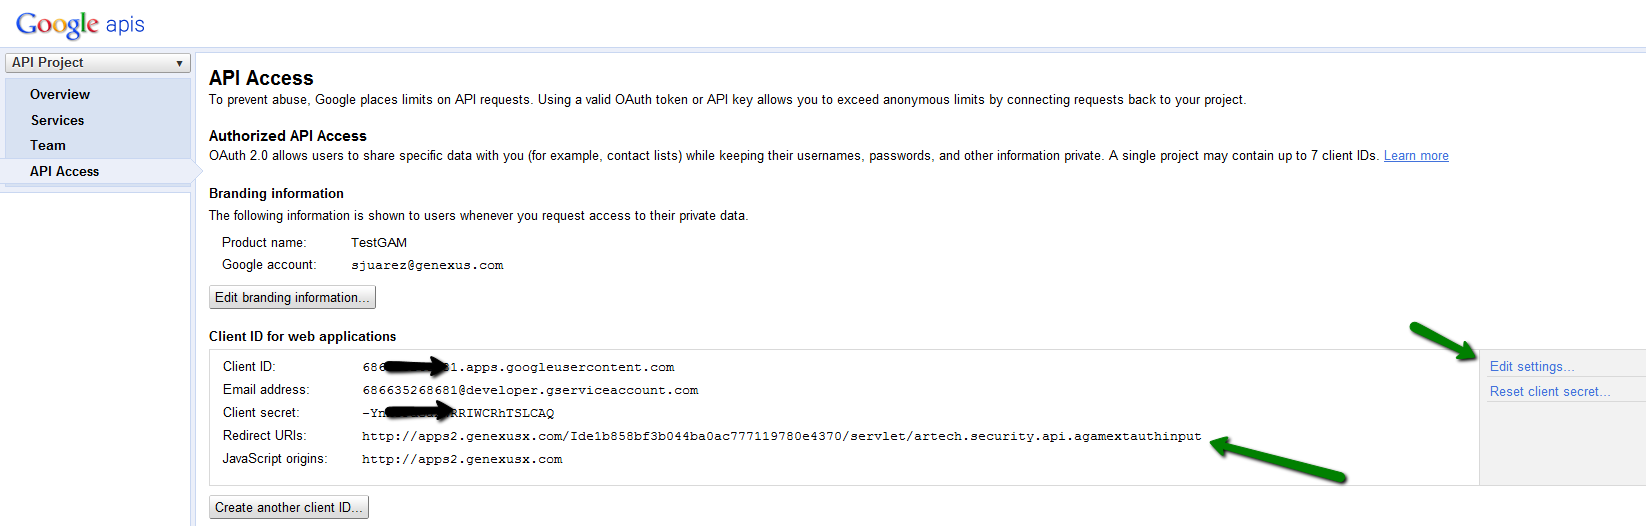 Google apis
API Project
Overview
Services
Team
API Access
API Access
To prevent abuse, Google places limits on API requests. Using a valid OAuth token or API key allows you to exceed anonymous limits by connecting requests back to your project.
Authorized API Access
OAuth 2.0 allows users to share specific data with you (for example, contact lists) while keeping their usernames, passwords, and other information private. A single project may contain up to 7 client IDs. Learn more
Branding information
The following information is shown to users whenever you request access to their private data.
Product name: TestGAM
Google account: sjuarez@genexus.com
Edit branding information...
Client ID for web applications
Client ID: .apps.googleusercontent.com
Edit settings...
Email address: 686635268681@developer.gserviceaccount.com
Reset client secret...
Client secret:
Redirect URIs: http://apps2.genexusx.com/Ide1b858bf3b044ba0ac777119780e4370/servlet/artech.security.api.agamextauthinput
JavaScript origins: http://apps2.genexusx.com
Create another client ID...